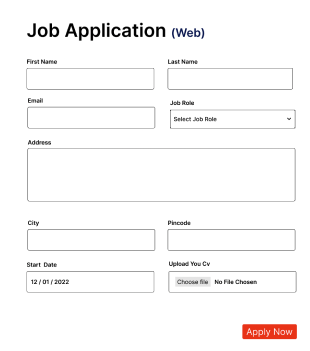 Job Application (Web)
First Name Last Name
Email Job Role
Select Job Role
Address
City Pincode
Start Date Upload You Cv
12 / 01 / 2022 Choose file No File Chosen
Apply Now